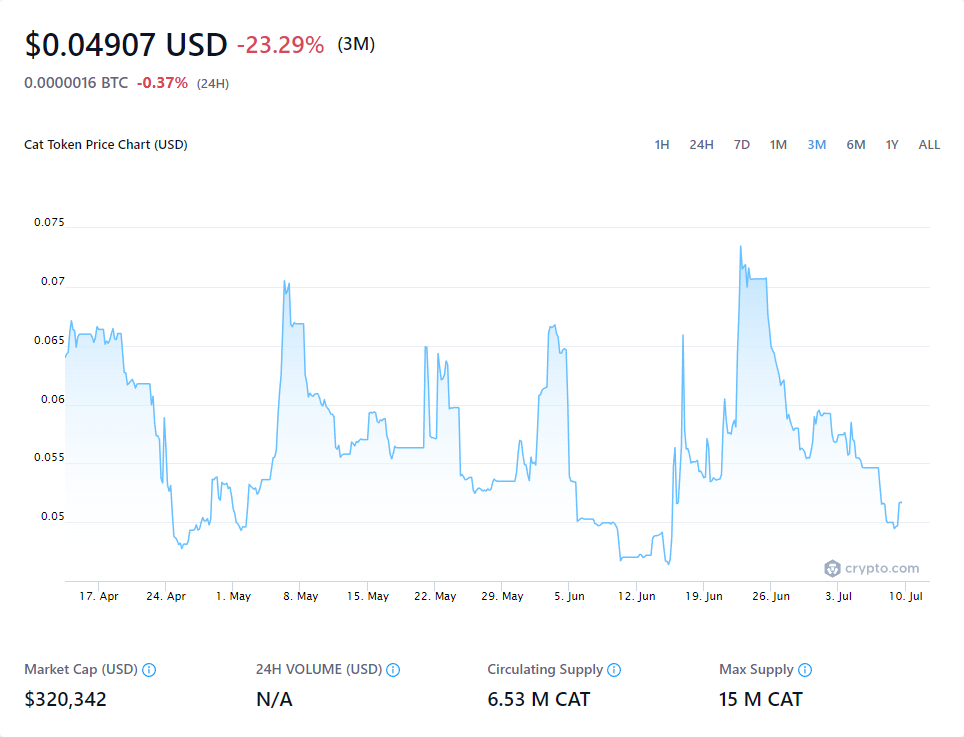 $0.04907 USD -23.29% (3M)
0.0000016 BTC -0.37% (24H)
Cat Token Price Chart (USD) 1H 24H 7D 1M 3M 6M 1Y ALL
0.075
0.07
0.065
0.06
0.055
0.05
crypto.com
17. Apr 24. Apr 1. May 8. May 15. May 22. May 29. May 5. Jun 12. Jun 19. Jun 26. Jun 3. Jul 10. Jul
Market Cap (USD) 24H VOLUME (USD) Circulating Supply Max Supply
$320,342 N/A 6.53 M CAT 15 M CAT